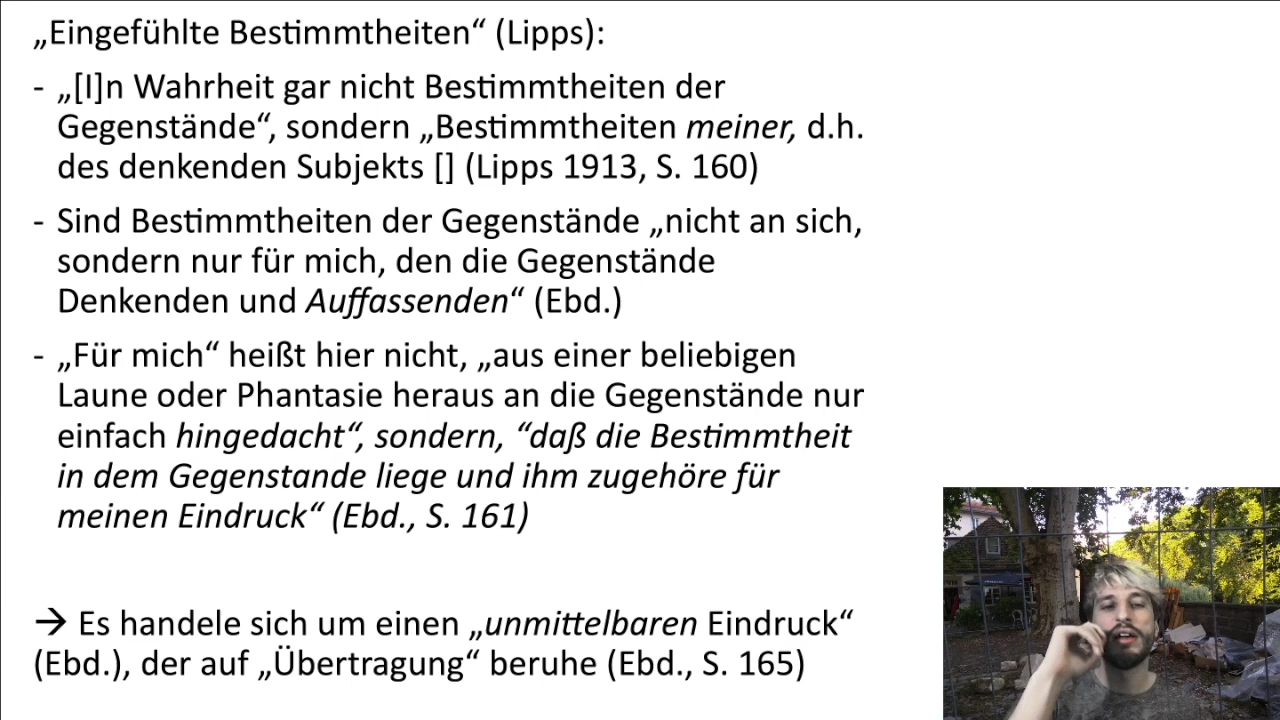 „Eingefühlte Bestimmtheiten“ (Lipps):
- „[I]n Wahrheit gar nicht Bestimmtheiten der
Gegenstände“, sondern „Bestimmtheiten meiner, d.h.
des denkenden Subjekts [] (Lipps 1913, S. 160)
- Sind Bestimmtheiten der Gegenstände „nicht an sich,
sondern nur für mich, den die Gegenstände
Denkenden und Auffassenden“ (Ebd.)
- „Für mich“ heißt hier nicht, „aus einer beliebigen
Laune oder Phantasie heraus an die Gegenstände nur
einfach hingedacht“, sondern, “daß die Bestimmtheit
in dem Gegenstande liege und ihm zugehöre für
meinen Eindruck“ (Ebd., S. 161)
→ Es handele sich um einen „unmittelbaren Eindruck“
(Ebd.), der auf „Übertragung“ beruhe (Ebd., S. 165)